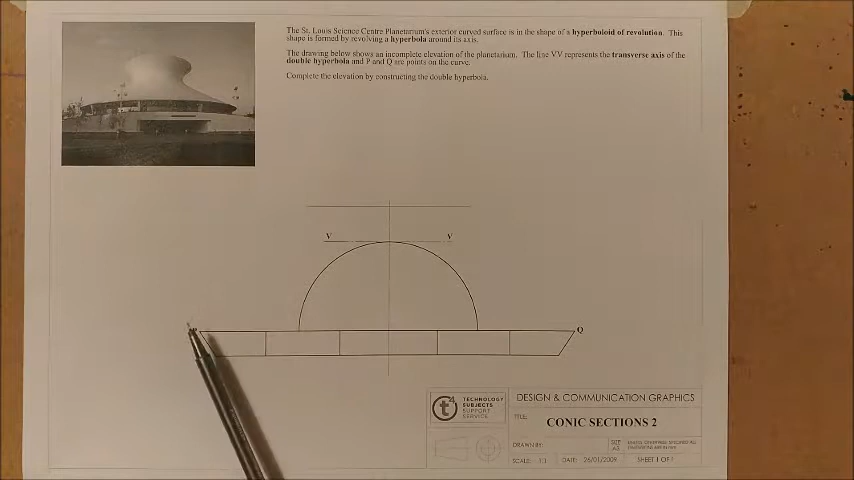 The St. Louis Science Centre Planetarium's exterior curved surface is in the shape of a hyperboloid of revolution. This
shape is formed by revolving a hyperbola around its axis.
The drawing below shows an incomplete elevation of the planetarium. The line VV represents the transverse axis of the
double hyperbola and P and Q are points on the curve.
Complete the elevation by constructing the double hyperbola.
V V
Q
t4
TECHNOLOGY
SUBJECTS
SUPPORT
SERVICE
DESIGN & COMMUNICATION GRAPHICS
TITLE:
CONIC SECTIONS 2
DRAWN BY:
SIZE
A3
SCALE: 1:1
DATE: 26/01/2009
SHEET 1 OF 1